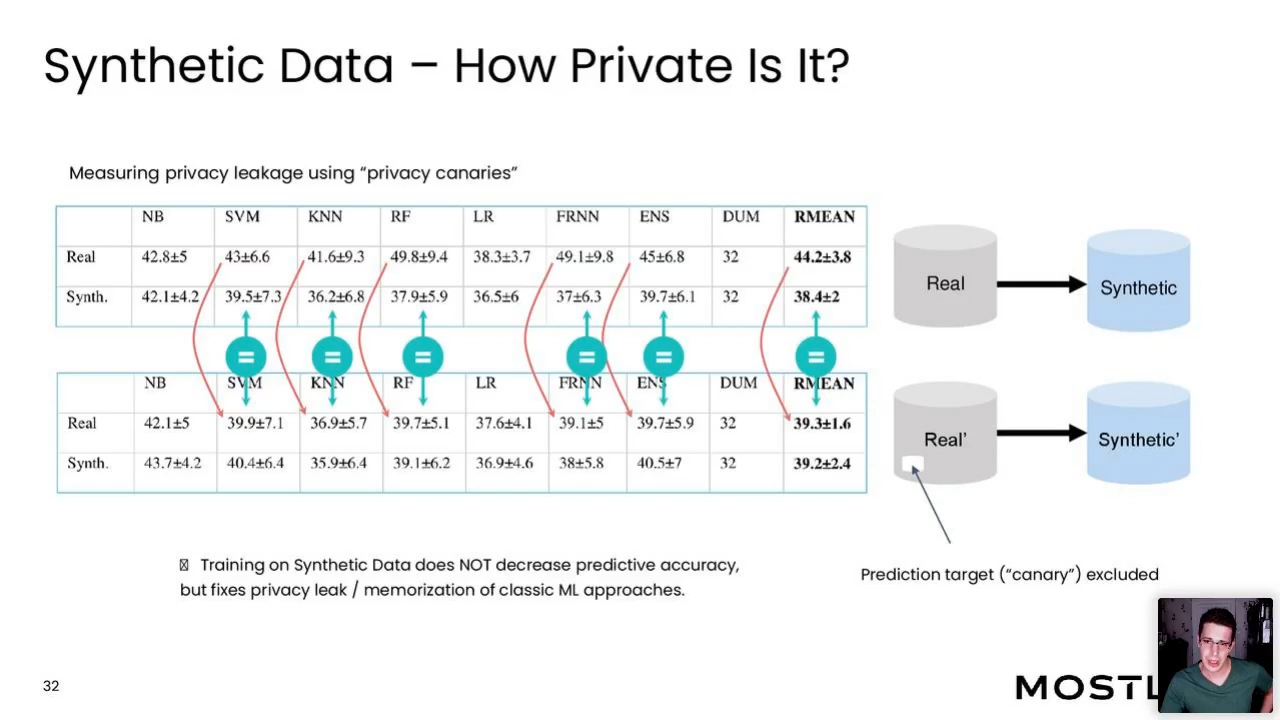 Synthetic Data – How Private Is It?
Measuring privacy leakage using “privacy canaries”
NB SVM KNN RF LR FRNN ENS DUM RMEAN
Real 42.8±5 43±6.6 41.6±9.3 49.8±9.4 38.3±3.7 49.1±9.8 45±6.8 32 44.2±3.8
Synth. 42.1±4.2 39.5±7.3 36.2±6.8 37.9±5.9 36.5±6 37±6.3 39.7±6.1 32 38.4±2
= = = = = =
NB SVM KNN RF LR FRNN ENS DUM RMEAN
Real 42.1±5 39.9±7.1 36.9±5.7 39.7±5.1 37.6±4.1 39.1±5 39.7±5.9 32 39.3±1.6
Synth. 43.7±4.2 40.4±6.4 35.9±6.4 39.1±6.2 36.9±4.6 38±5.8 40.5±7 32 39.2±2.4
Real Synthetic
Real’ Synthetic’
Training on Synthetic Data does NOT decrease predictive accuracy,
but fixes privacy leak / memorization of classic ML approaches.
Prediction target (“canary”) excluded
32
MOSTL